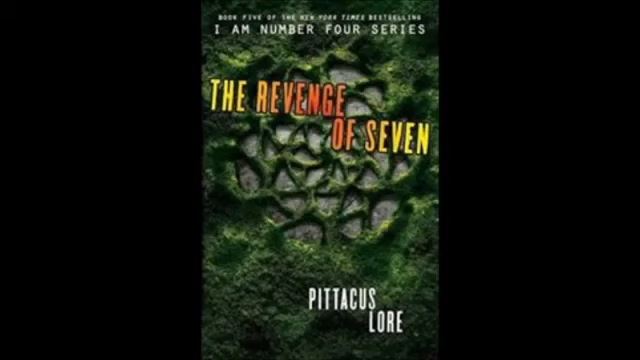 BOOK FIVE OF THE NEW YORK TIMES BESTSELLING
I AM NUMBER FOUR SERIES
THE REVENGE
OF SEVEN
PITTACUS
LORE